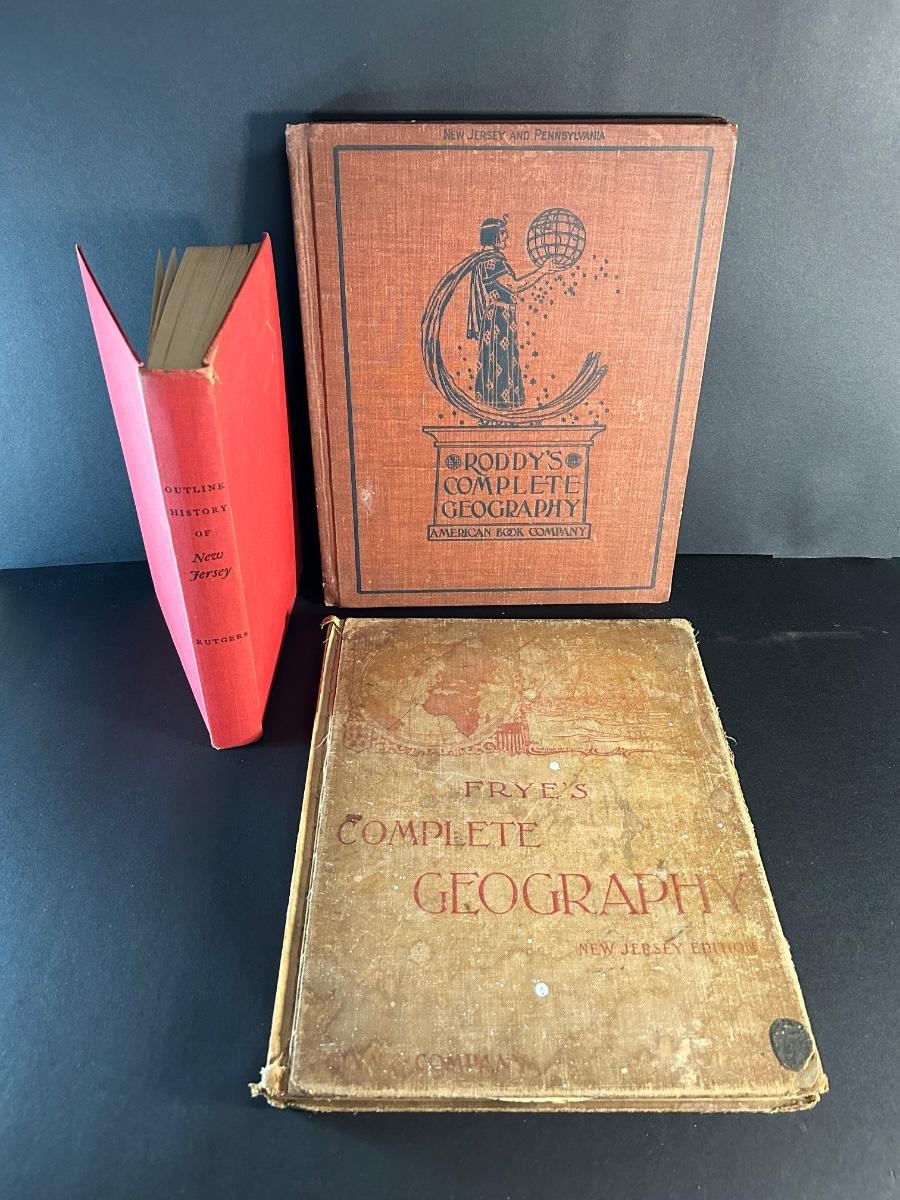 OUTLINE
HISTORY
OF
New
Jersey
RUTGERS
NEW JERSEY AND PENNSYLVANIA
RODDY'S
COMPLETE
GEOGRAPHY
AMERICAN BOOK COMPANY
FRYE'S
COMPLETE
GEOGRAPHY
NEW JERSEY EDITION
COMPANY